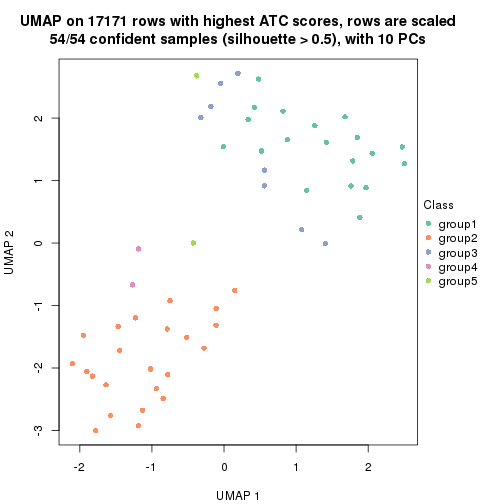 UMAP on 17171 rows with highest ATC scores, rows are scaled
54/54 confident samples (silhouette > 0.5), with 10 PCs
2
1
0
-1
-2
-3
UMAP 2
-2
-1
0
1
2
UMAP 1
Class
group1
group2
group3
group4
group5